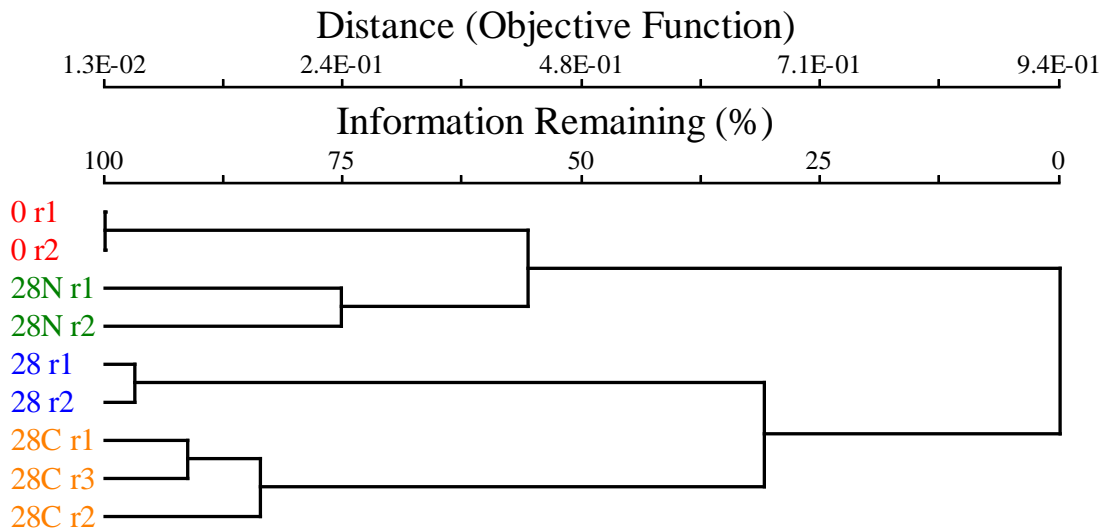 Distance (Objective Function)
1.3E-02 2.4E-01 4.8E-01 7.1E-01 9.4E-01
Information Remaining (%)
100 75 50 25 0
0 r1
0 r2
28N r1
28N r2
28 r1
28 r2
28C r1
28C r3
28C r2